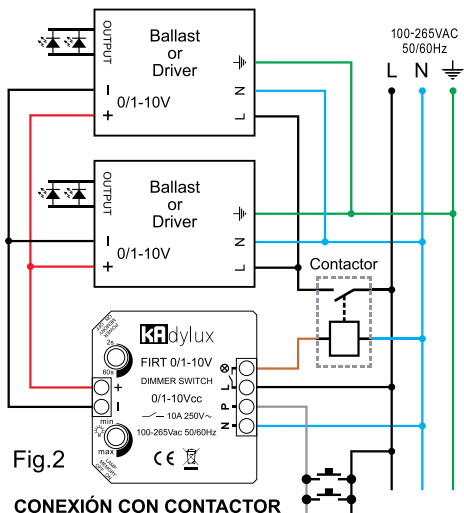 100-265VAC
50/60Hz
L N
OUTPUT
Ballast
or
Driver
-
0/1-10V
+
N
L
OUTPUT
Ballast
or
Driver
-
0/1-10V
+
N
L
Contactor
KAdylux
FIRT 0/1-10V
DIMMER SWITCH
0/1-10Vcc
10A 250V~
100-265Vac 50/60Hz
CE
2s
60s
+
-
min
max
LAMP
MEMORY
L
P
N
Fig.2
CONEXIÓN CON CONTACTOR